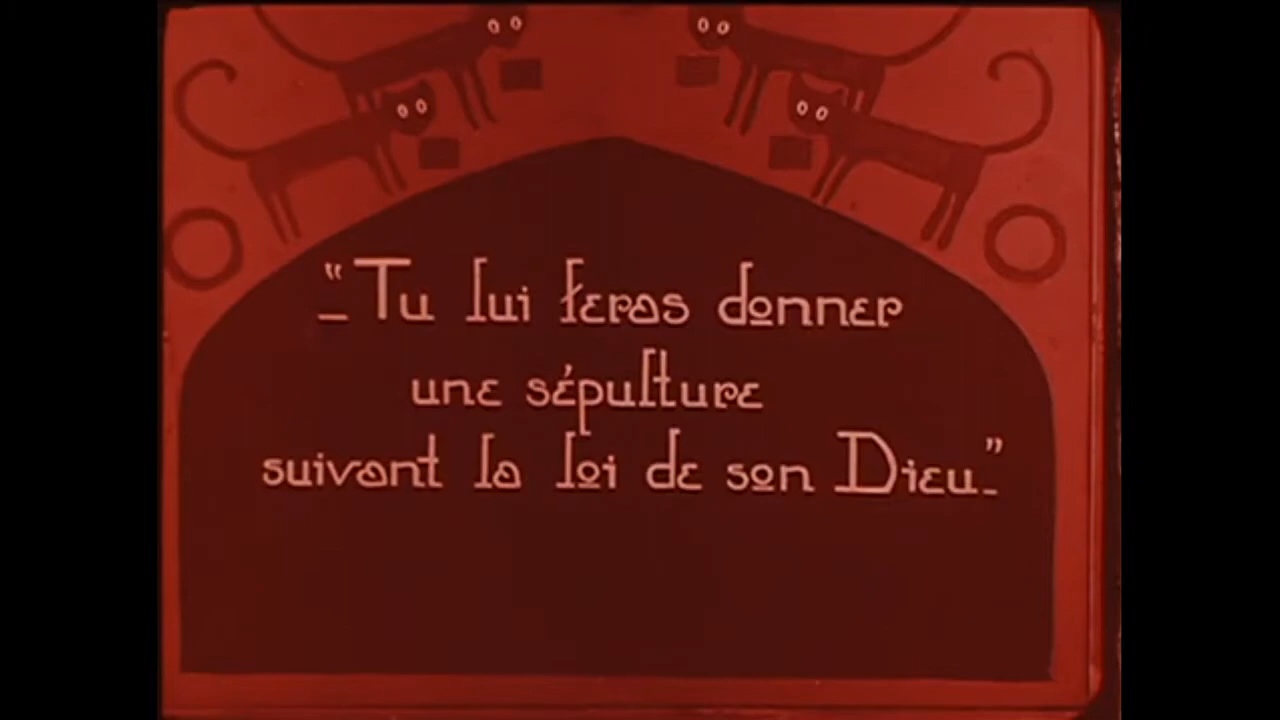 "Tu lui feras donner
une sépulture
suivant la loi de son Dieu."